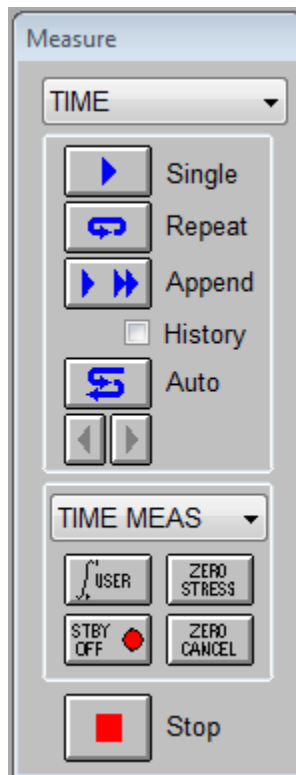 Measure
TIME
Single
Repeat
Append
History
Auto
TIME MEAS
USER
ZERO
STRESS
STBY
OFF
ZERO
CANCEL
Stop